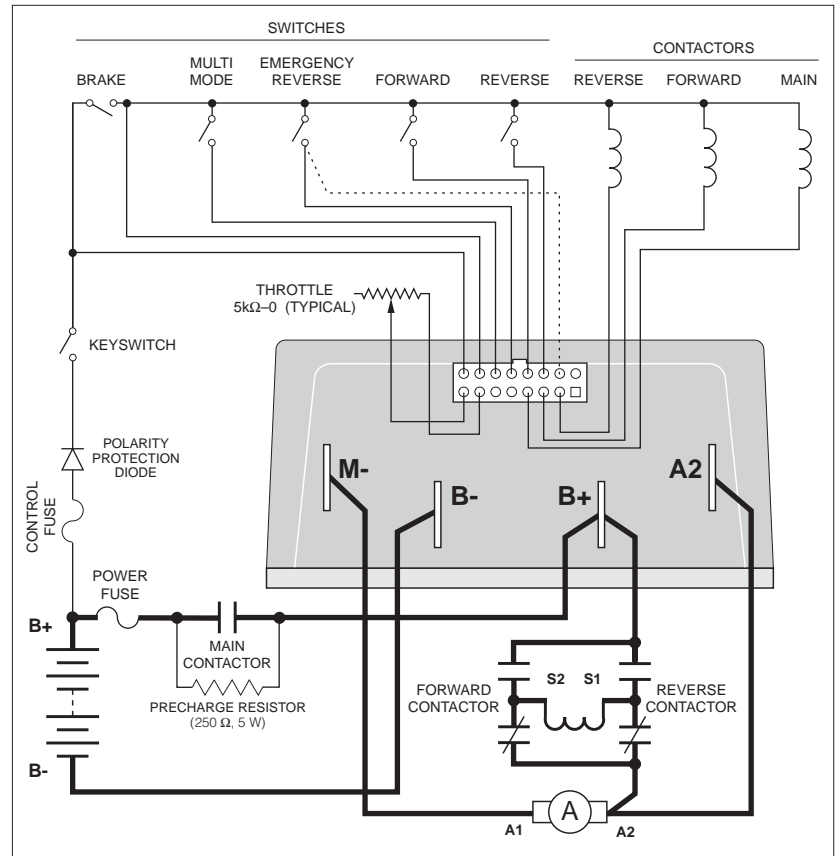 SWITCHES
CONTACTORS
BRAKE
MULTI
MODE
EMERGENCY
REVERSE
FORWARD
REVERSE
REVERSE
FORWARD
MAIN
THROTTLE
5kΩ–0 (TYPICAL)
KEYSWITCH
POLARITY
PROTECTION
DIODE
CONTROL
FUSE
M-
B-
B+
A2
POWER
FUSE
B+
MAIN
CONTACTOR
PRECHARGE RESISTOR
(250 Ω, 5 W)
FORWARD
CONTACTOR
S2
S1
REVERSE
CONTACTOR
B-
A
A1
A2